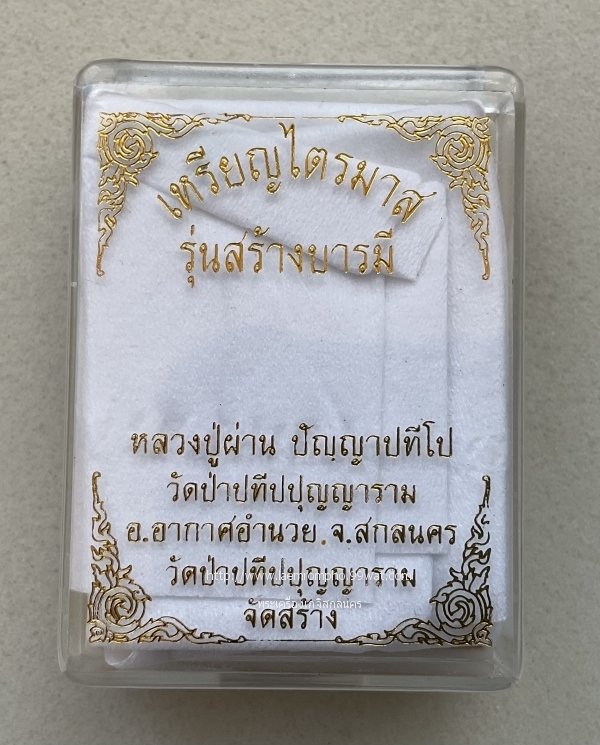 เหรียญไตรมาส
รุ่นสร้างบารมี
หลวงปู่ผ่าน ปัญญาปทีโป
วัดป่าปทีปปุญญาราม
อ.อากาศอำนวย.จ.สกลนคร
วัดป่าปทีปปุญญาราม
จัดสร้าง